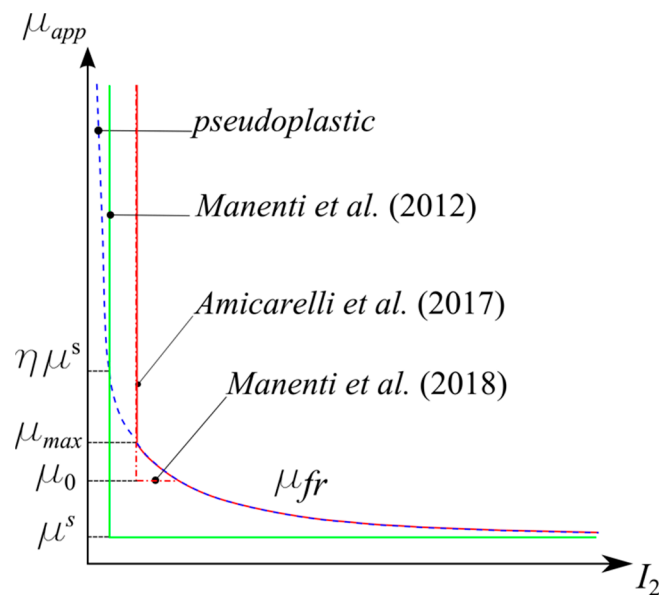 μapp
pseudoplastic
Manenti et al. (2012)
Amicarelli et al. (2017)
ημˢ
Manenti et al. (2018)
μmax
μ₀
μfr
μˢ
I₂